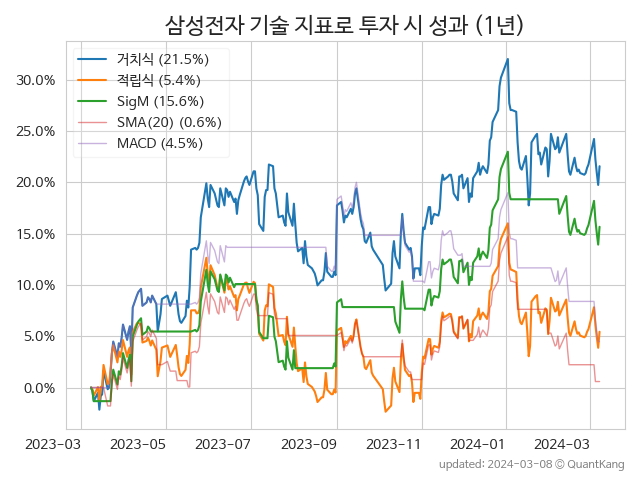 삼성전자 기술 지표로 투자 시 성과 (1년)
거치식 (21.5%)
적립식 (5.4%)
SigM (15.6%)
SMA(20) (0.6%)
MACD (4.5%)
30.0%
25.0%
20.0%
15.0%
10.0%
5.0%
0.0%
2023-03 2023-05 2023-07 2023-09 2023-11 2024-01 2024-03
updated: 2024-03-08 © QuantKang